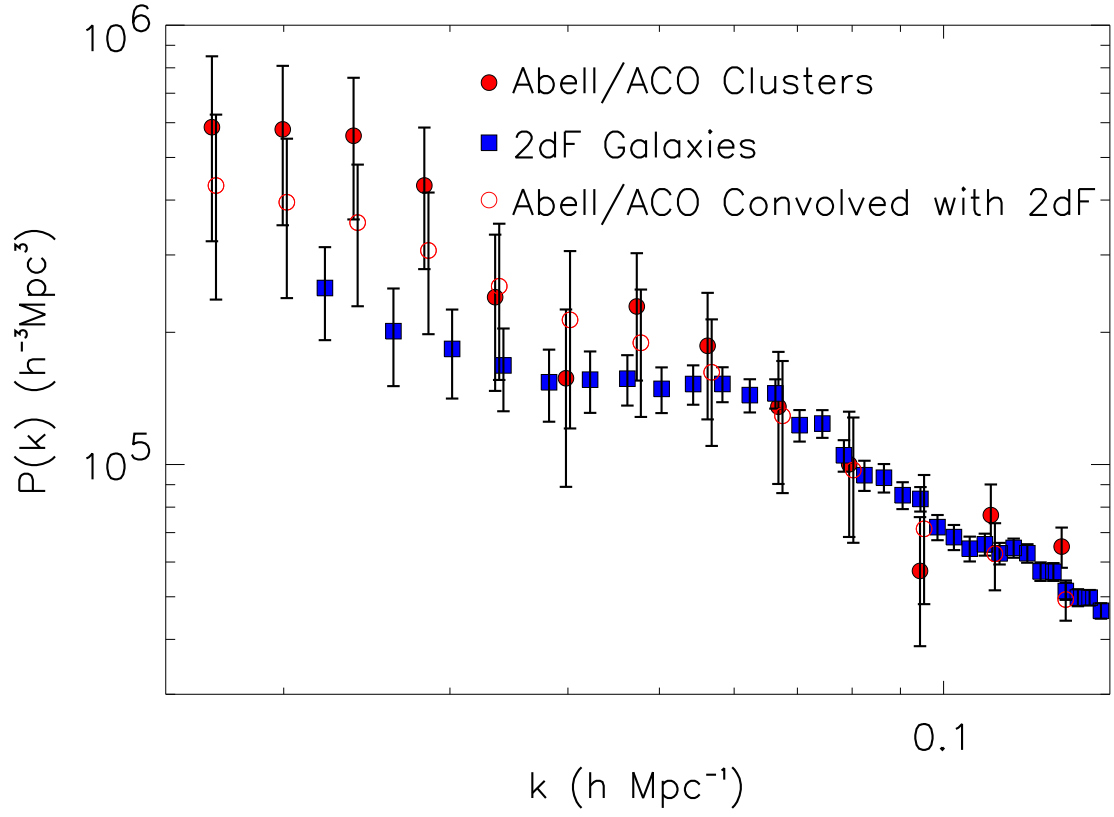 10⁶
Abell/ACO Clusters
2dF Galaxies
Abell/ACO Convolved with 2dF
P(k) (h⁻³Mpc³)
10⁵
0.1
k (h Mpc⁻¹)